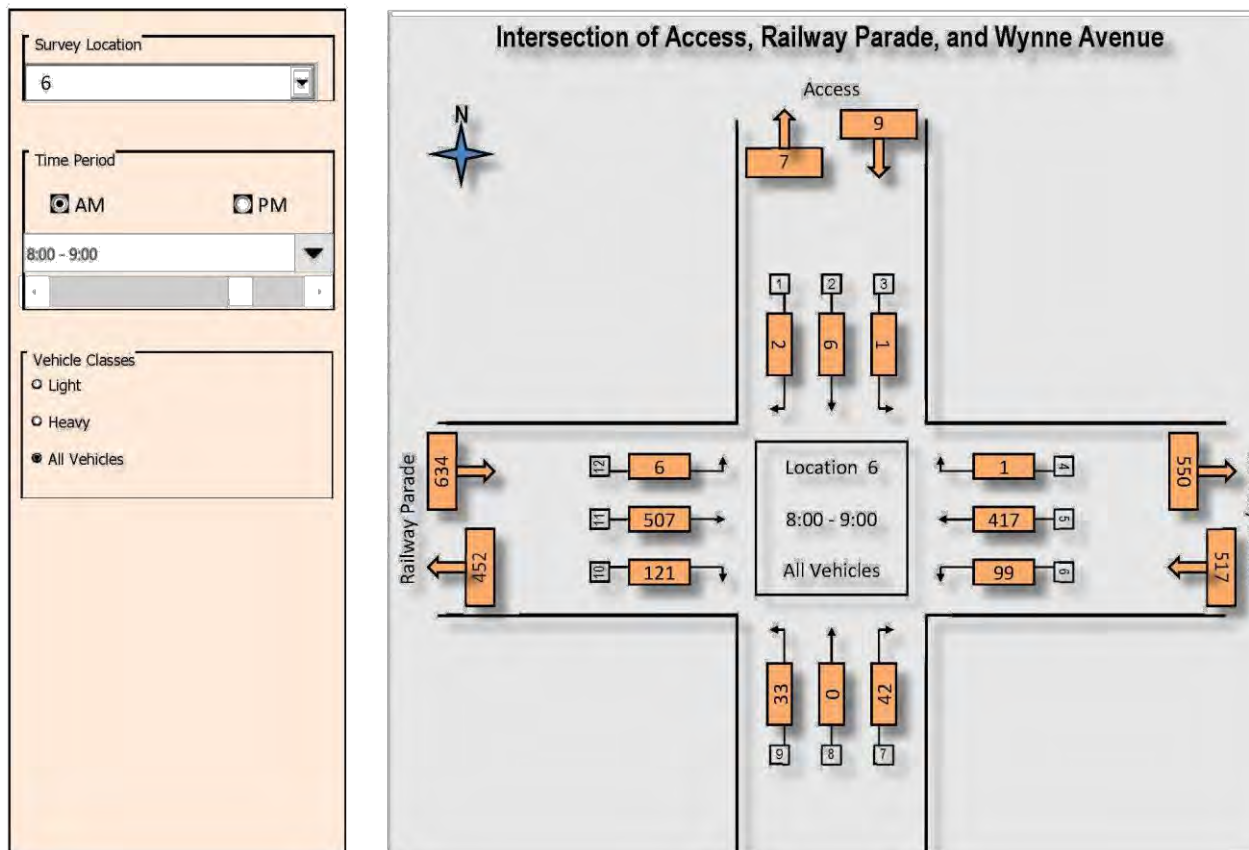 Survey Location
6
Time Period
AM
PM
8:00 - 9:00
Vehicle Classes
Light
Heavy
All Vehicles
Intersection of Access, Railway Parade, and Wynne Avenue
Access
N
7
9
1
2
3
2
6
1
Railway Parade
634
452
12
6
11
507
10
121
Location 6
8:00 - 9:00
All Vehicles
1
4
417
5
99
6
550
517
33
0
42
9
8
7